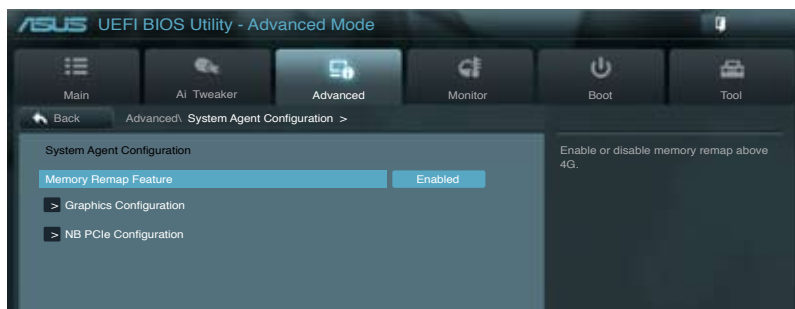 ASUS UEFI BIOS Utility - Advanced Mode
Main Ai Tweaker Advanced Monitor Boot Tool
Back Advanced\ System Agent Configuration >
System Agent Configuration
Memory Remap Feature Enabled
> Graphics Configuration
> NB PCIe Configuration
Enable or disable memory remap above
4G.